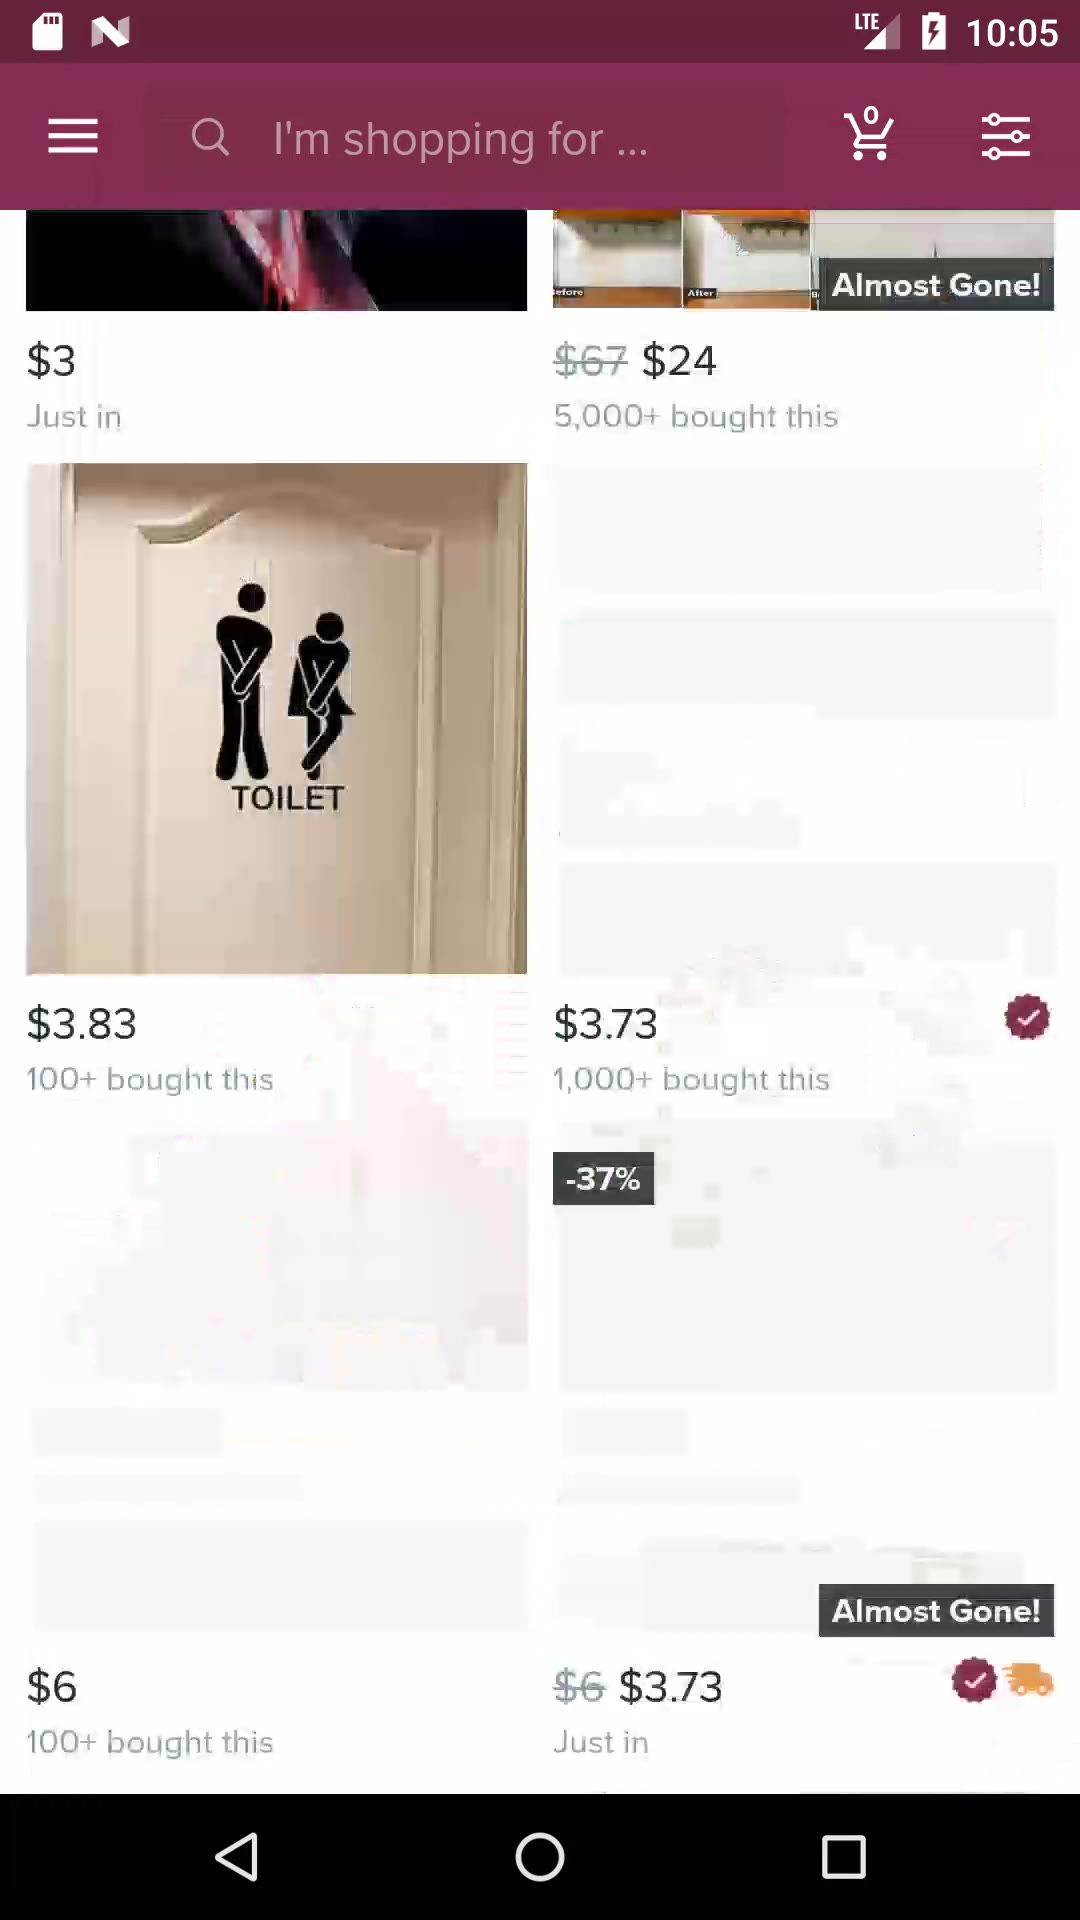 LTE 10:05
I'm shopping for ...
0
Before
After
Almost Gone!
$3
$67 $24
Just in
5,000+ bought this
TOILET
$3.83
$3.73
100+ bought this
1,000+ bought this
-37%
Almost Gone!
$6
$6 $3.73
100+ bought this
Just in